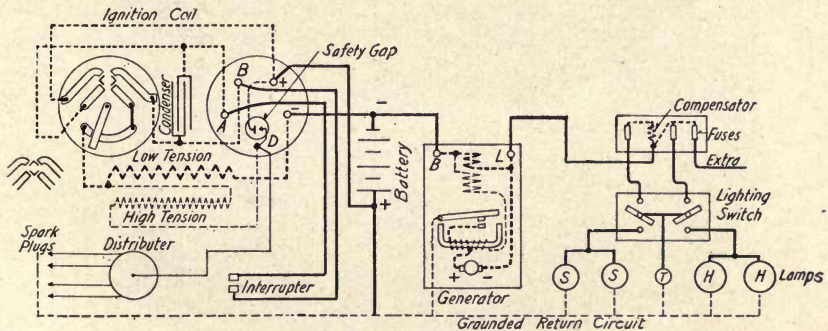 Ignition Coil
Safety Gap
B
+
Condenser
A
-
D
Low Tension
High Tension
Spark
Plugs
Distributer
Interrupter
-
Battery
+
B
L
+
-
Generator
Compensator
Fuses
Extra
Lighting
Switch
S
S
T
H
H
Lamps
Grounded Return Circuit